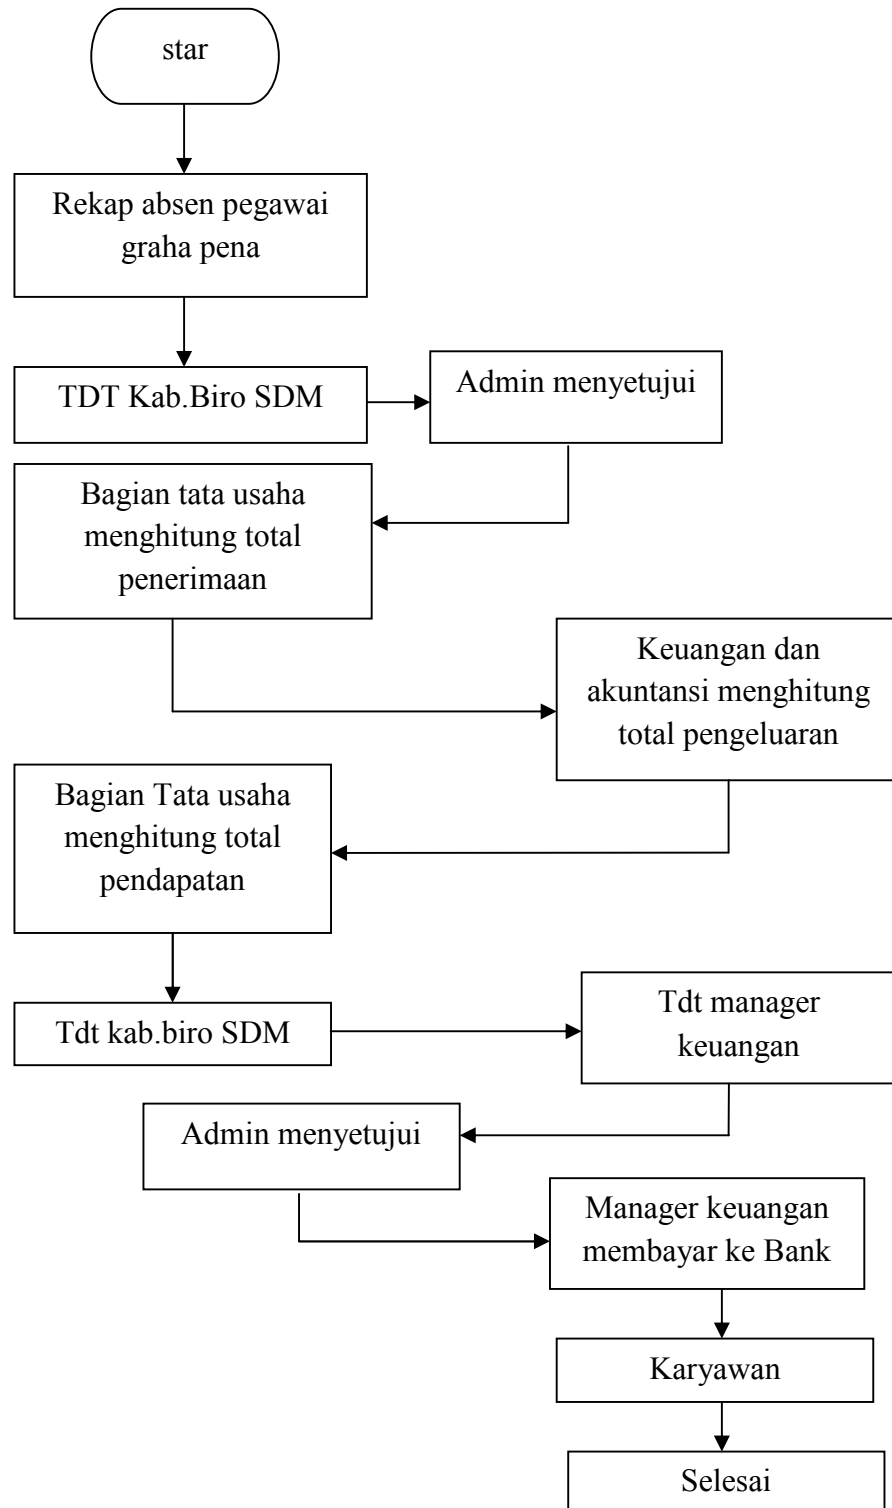 star
Rekap absen pegawai
graha pena
TDT Kab.Biro SDM
Admin menyetujui
Bagian tata usaha
menghitung total
penerimaan
Keuangan dan
akuntansi menghitung
total pengeluaran
Bagian Tata usaha
menghitung total
pendapatan
Tdt kab.biro SDM
Tdt manager
keuangan
Admin menyetujui
Manager keuangan
membayar ke Bank
Karyawan
Selesai